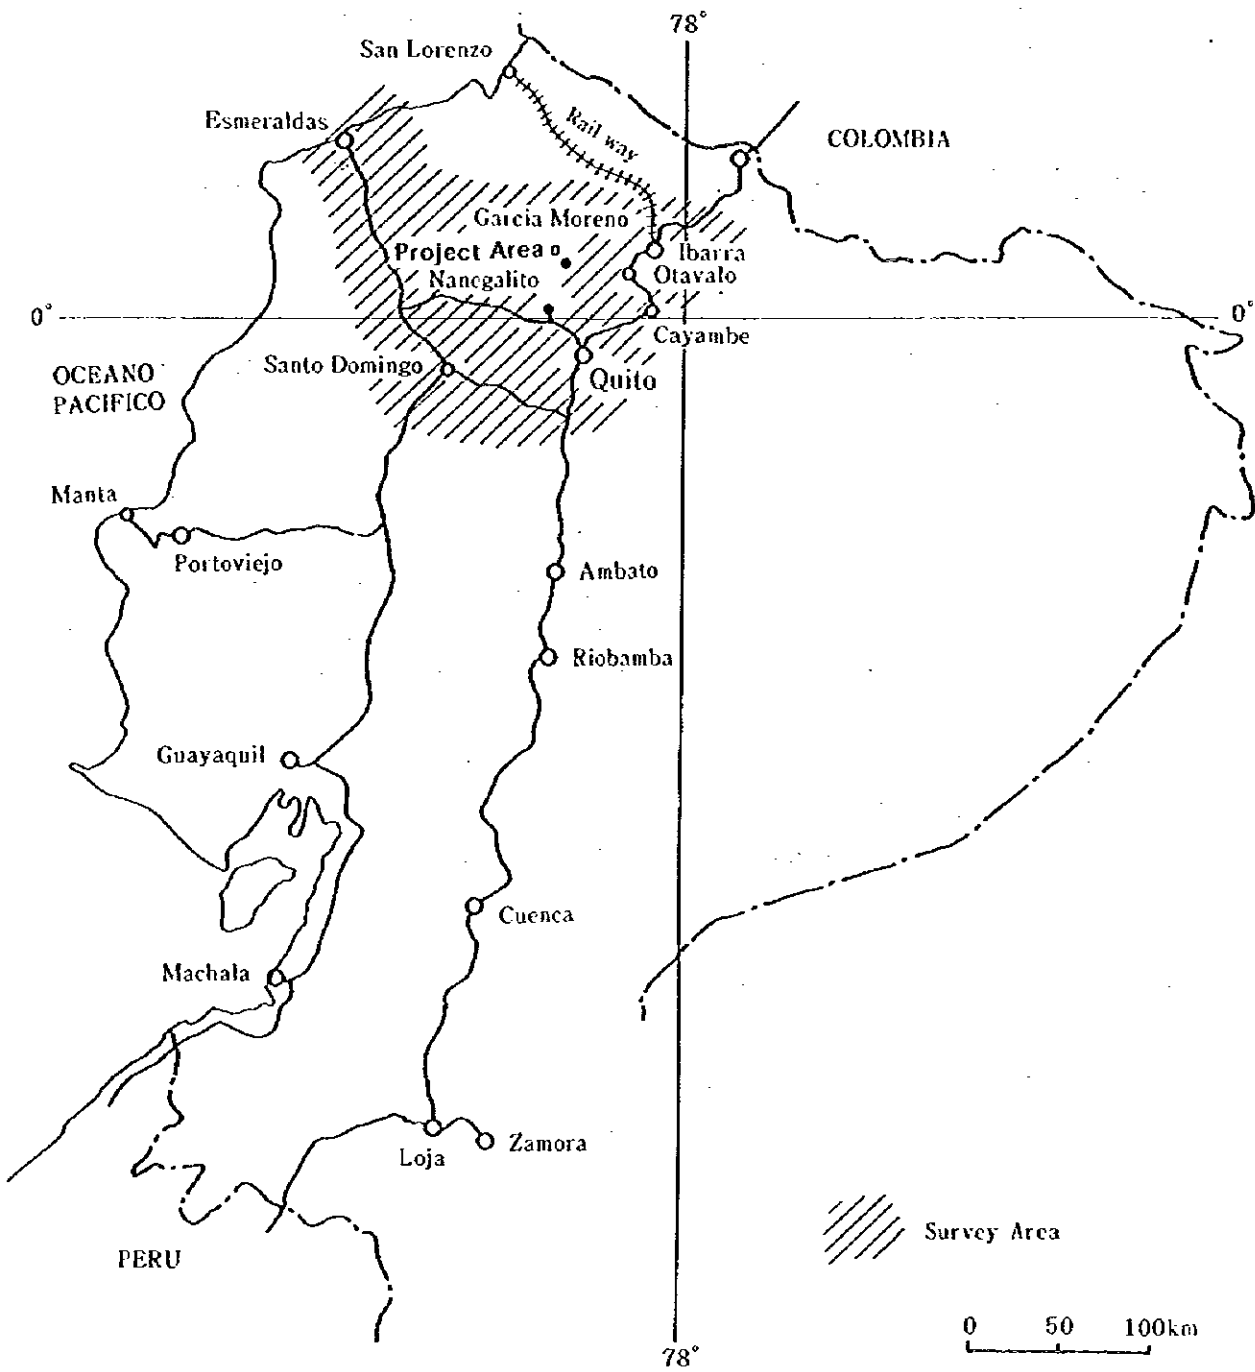 78°
San Lorenzo
Esmeraldas
Rail way
COLOMBIA
Garcia Moreno
Project Area
Ibarra
Otavalo
Nanegalito
0°
0°
Cayambe
Santo Domingo
Quito
OCEANO
PACIFICO
Manta
Portoviejo
Ambato
Riobamba
Guayaquil
Cuenca
Machala
Loja
Zamora
PERU
Survey Area
0 50 100km
78°